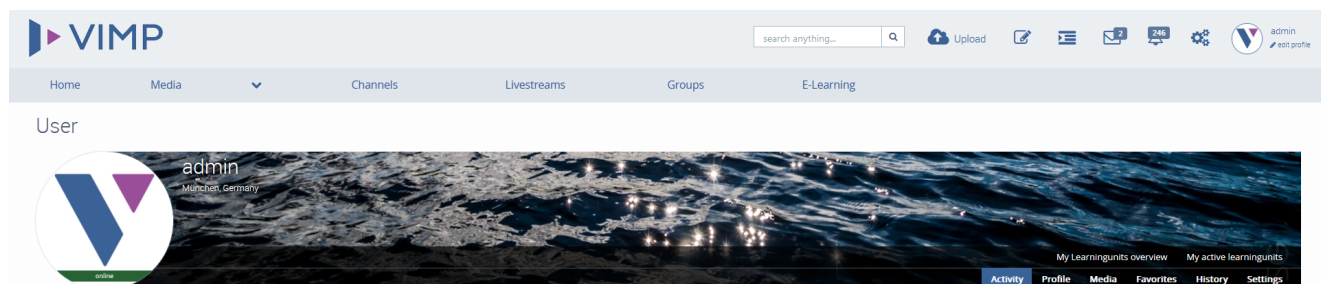 VIMP
search anything...
Upload
2
246
admin
edit profile
Home Media Channels Livestreams Groups E-Learning
User
admin
München, Germany
online
My Learningunits overview My active learningunits
Activity Profile Media Favorites History Settings